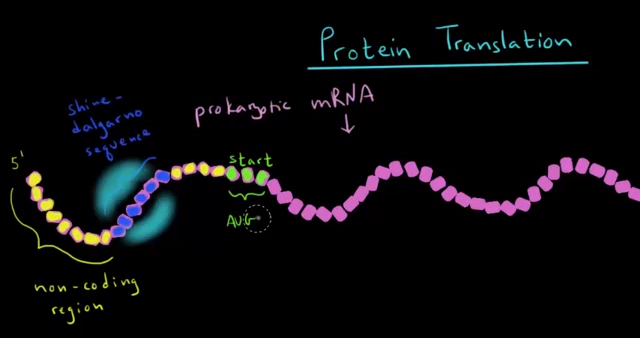 Protein Translation
prokaryotic mRNA
shine-
dalgarno
sequence
5'
start
AUG
non-coding
region